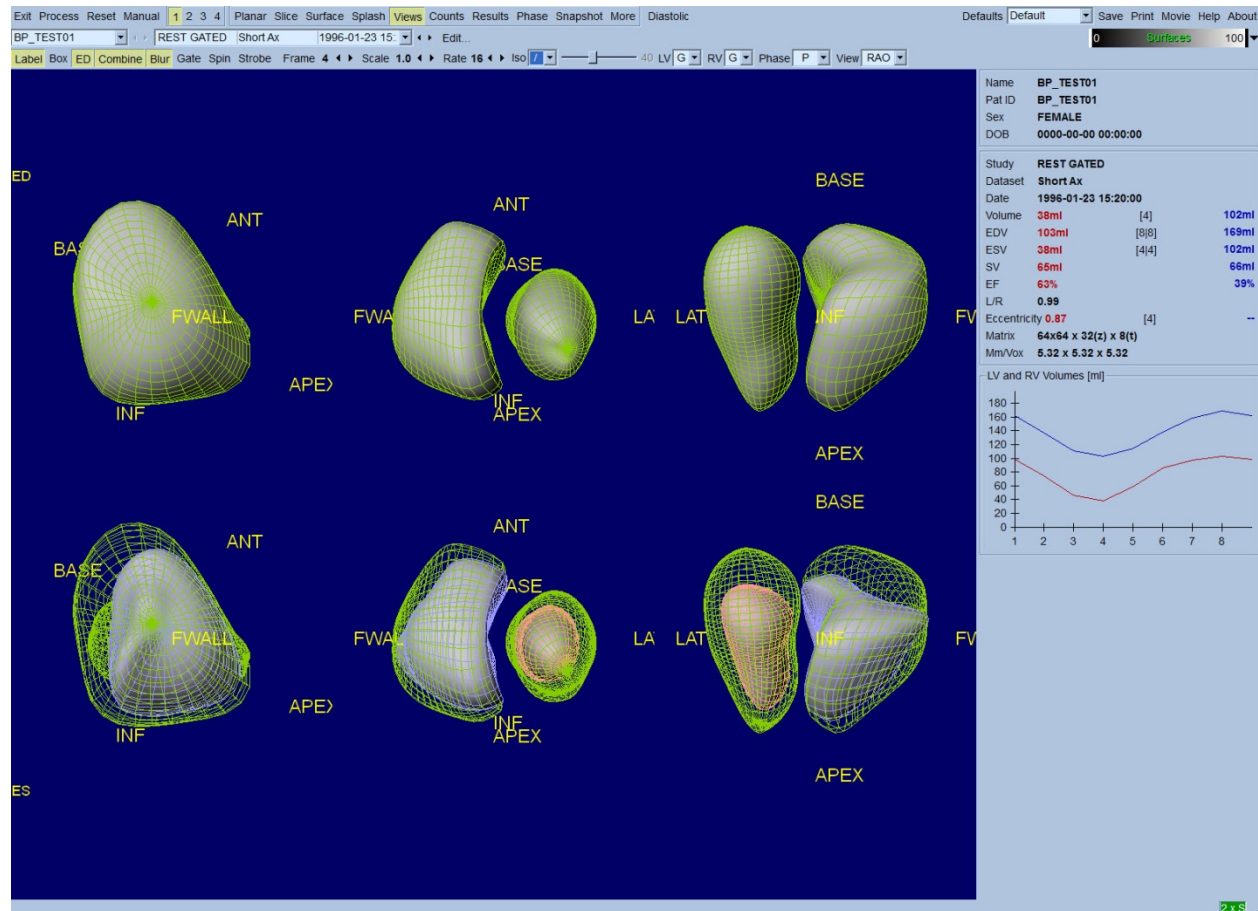 Exit Process Reset Manual 1 2 3 4 Planar Slice Surface Splash Views Counts Results Phase Snapshot More Diastolic Defaults Default Save Print Movie Help About
BP_TEST01 REST GATED Short Ax 1996-01-23 15: Edit... 0 Surfaces 100
Label Box ED Combine Blur Gate Spin Strobe Frame 4 Scale 1.0 Rate 16 Iso / 40 LV G RV G Phase P View RAO
Name BP_TEST01
Pat ID BP_TEST01
Sex FEMALE
DOB 0000-00-00 00:00:00
Study REST GATED
Dataset Short Ax
Date 1996-01-23 15:20:00
Volume 38ml [4] 102ml
EDV 103ml [8|8] 169ml
ESV 38ml [4|4] 102ml
SV 65ml 66ml
EF 63% 39%
L/R 0.99
Eccentricity 0.87 [4] --
Matrix 64x64 x 32(z) x 8(t)
Mm/Vox 5.32 x 5.32 x 5.32
LV and RV Volumes [ml]
180
160
140
120
100
80
60
40
20
0
1 2 3 4 5 6 7 8
ED
ANT
BASE
FWALL
APEX
INF
ANT
BASE
FWA
LA
INF
APEX
BASE
LAT
INF
FW
APEX
ANT
BASE
FWALL
APEX
INF
ANT
BASE
FWAL
LA
INF
APEX
BASE
LAT
INF
FW
APEX
ES
2 x S